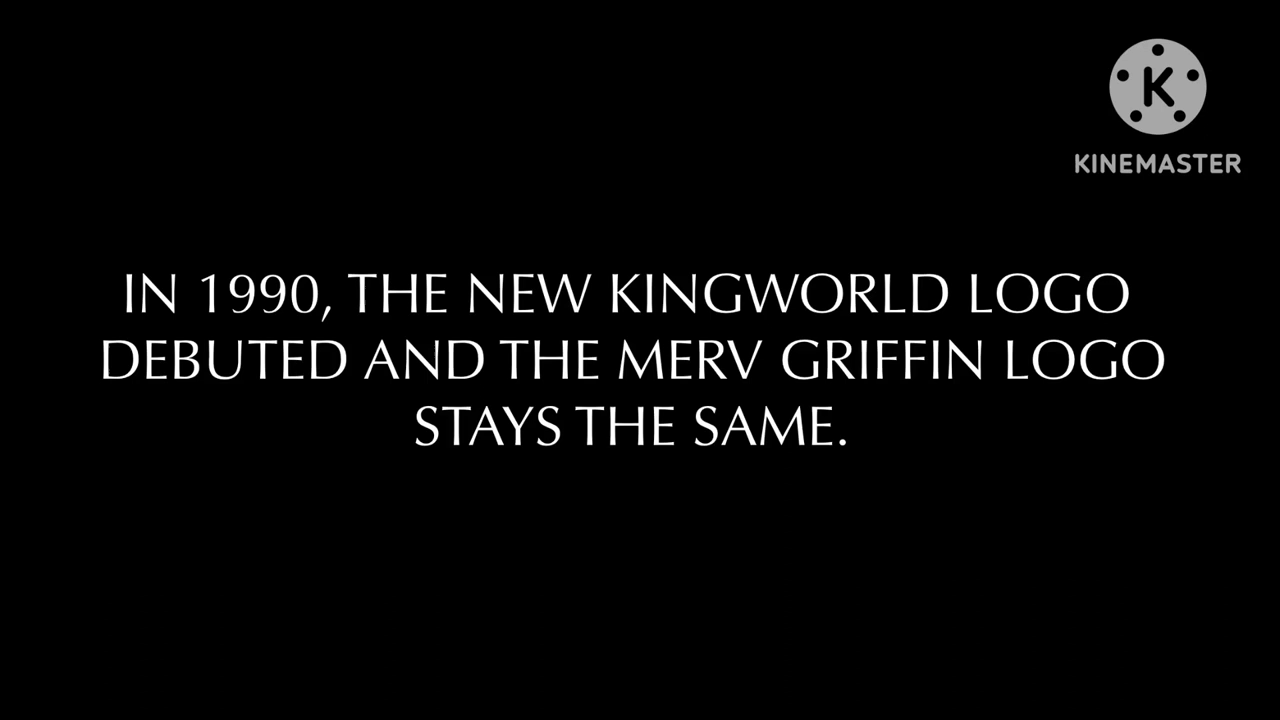 K
KINEMASTER
IN 1990, THE NEW KINGWORLD LOGO
DEBUTED AND THE MERV GRIFFIN LOGO
STAYS THE SAME.